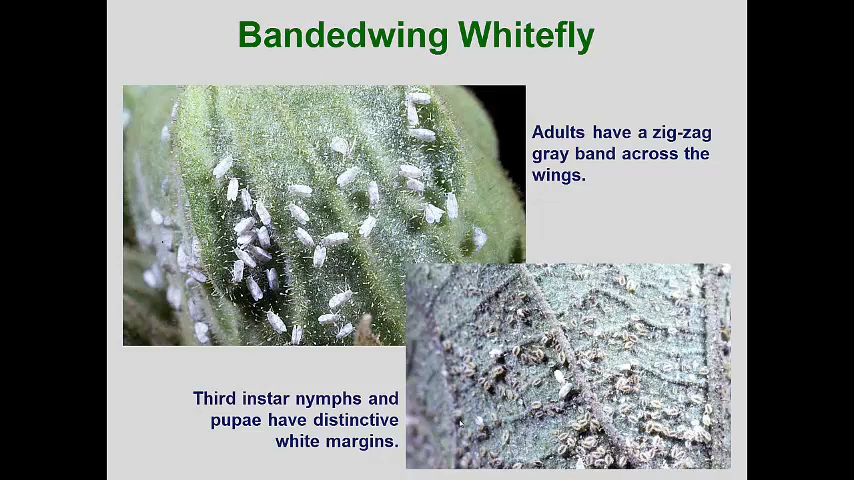 Bandedwing Whitefly
Adults have a zig-zag
gray band across the
wings.
Third instar nymphs and
pupae have distinctive
white margins.